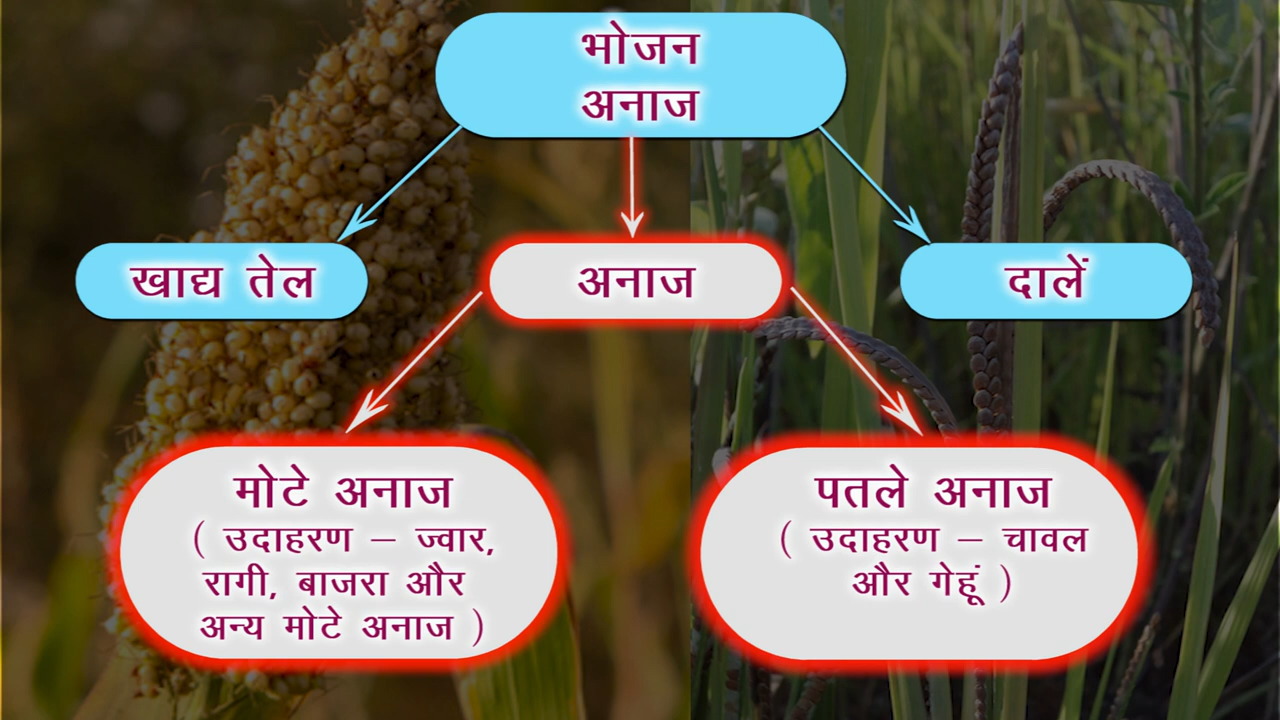 भोजन
अनाज
खाद्य तेल
अनाज
दालें
मोटे अनाज
( उदाहरण – ज्वार,
रागी, बाजरा और
अन्य मोटे अनाज )
पतले अनाज
( उदाहरण – चावल
और गेहूं )